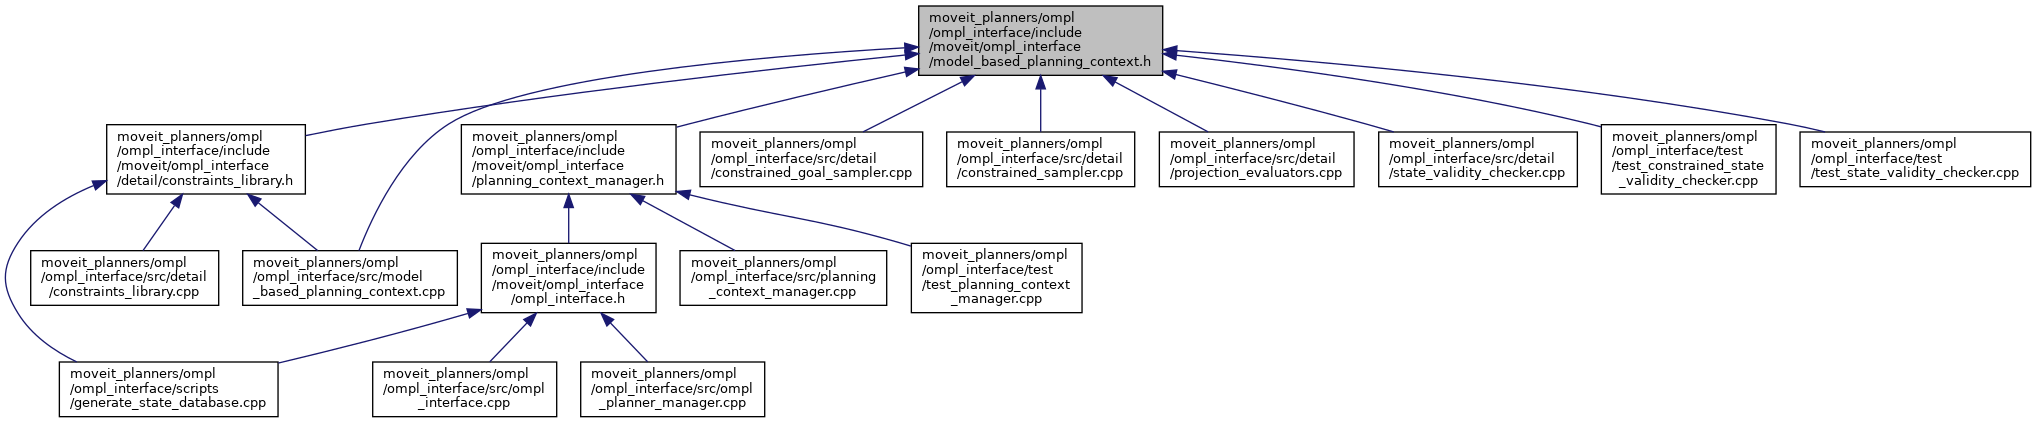 moveit_planners/ompl
/ompl_interface/include
/moveit/ompl_interface
/model_based_planning_context.h
moveit_planners/ompl
/ompl_interface/include
/moveit/ompl_interface
/detail/constraints_library.h
moveit_planners/ompl
/ompl_interface/include
/moveit/ompl_interface
/planning_context_manager.h
moveit_planners/ompl
/ompl_interface/src/detail
/constrained_goal_sampler.cpp
moveit_planners/ompl
/ompl_interface/src/detail
/constrained_sampler.cpp
moveit_planners/ompl
/ompl_interface/src/detail
/projection_evaluators.cpp
moveit_planners/ompl
/ompl_interface/src/detail
/state_validity_checker.cpp
moveit_planners/ompl
/ompl_interface/test
/test_constrained_state
_validity_checker.cpp
moveit_planners/ompl
/ompl_interface/test
/test_state_validity_checker.cpp
moveit_planners/ompl
/ompl_interface/src/detail
/constraints_library.cpp
moveit_planners/ompl
/ompl_interface/src/model
_based_planning_context.cpp
moveit_planners/ompl
/ompl_interface/include
/moveit/ompl_interface
/ompl_interface.h
moveit_planners/ompl
/ompl_interface/src/planning
_context_manager.cpp
moveit_planners/ompl
/ompl_interface/test
/test_planning_context
_manager.cpp
moveit_planners/ompl
/ompl_interface/scripts
/generate_state_database.cpp
moveit_planners/ompl
/ompl_interface/src/ompl
_interface.cpp
moveit_planners/ompl
/ompl_interface/src/ompl
_planner_manager.cpp